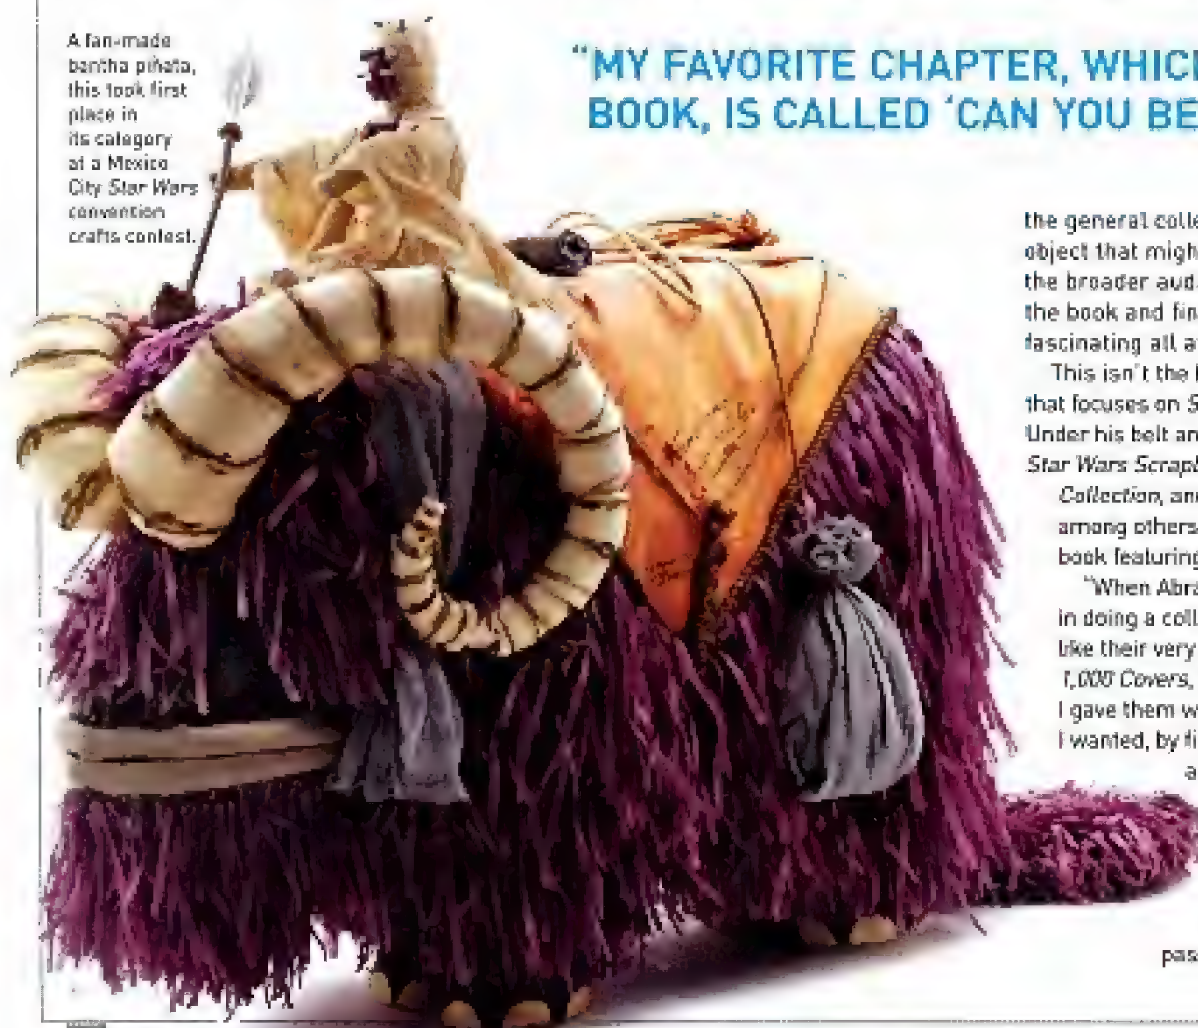 A fan-made
bantha piñata,
this took first
place in
its category
at a Mexico
City Star Wars
convention
crafts contest.
"MY FAVORITE CHAPTER, WHICH
BOOK, IS CALLED 'CAN YOU BE
the general colle
object that migh
the broader aud
the book and fin
fascinating all a
This isn't the
that focuses on S
Under his belt ar
Star Wars Scrapb
Collection, an
among others
book featuring
"When Abra
in doing a coll
like their very
1,000 Covers,
I gave them w
I wanted, by fi
a
pas